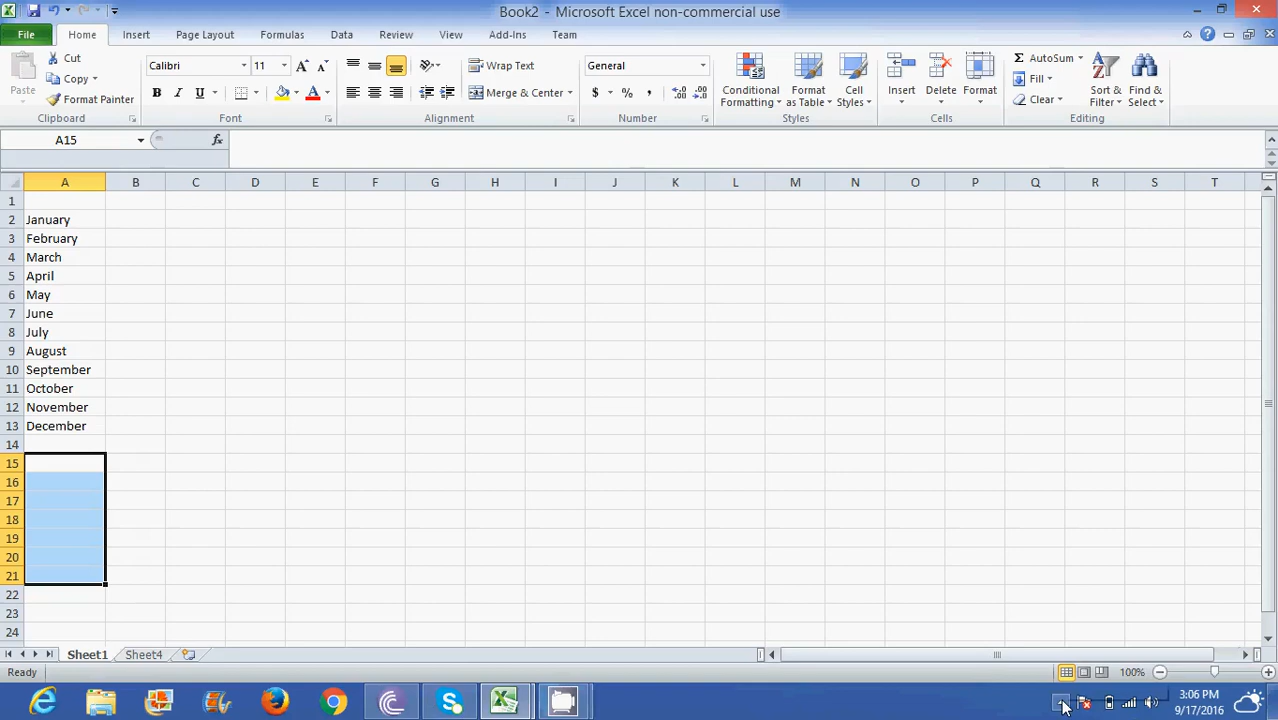 Book2 - Microsoft Excel non-commercial use
File Home Insert Page Layout Formulas Data Review View Add-Ins Team
Paste
Cut
Copy
Format Painter
Clipboard
Calibri 11
B I U A
Font
Wrap Text
Merge & Center
Alignment
General
$ % ,
Number
Conditional Formatting
Format as Table
Cell Styles
Styles
Insert Delete Format
Cells
AutoSum
Fill
Clear
Sort & Filter
Find & Select
Editing
A15 fx
A B C D E F G H I J K L M N O P Q R S T
1
2 January
3 February
4 March
5 April
6 May
7 June
8 July
9 August
10 September
11 October
12 November
13 December
14
15
16
17
18
19
20
21
22
23
24
Sheet1 Sheet4
Ready 100%
3:06 PM
9/17/2016